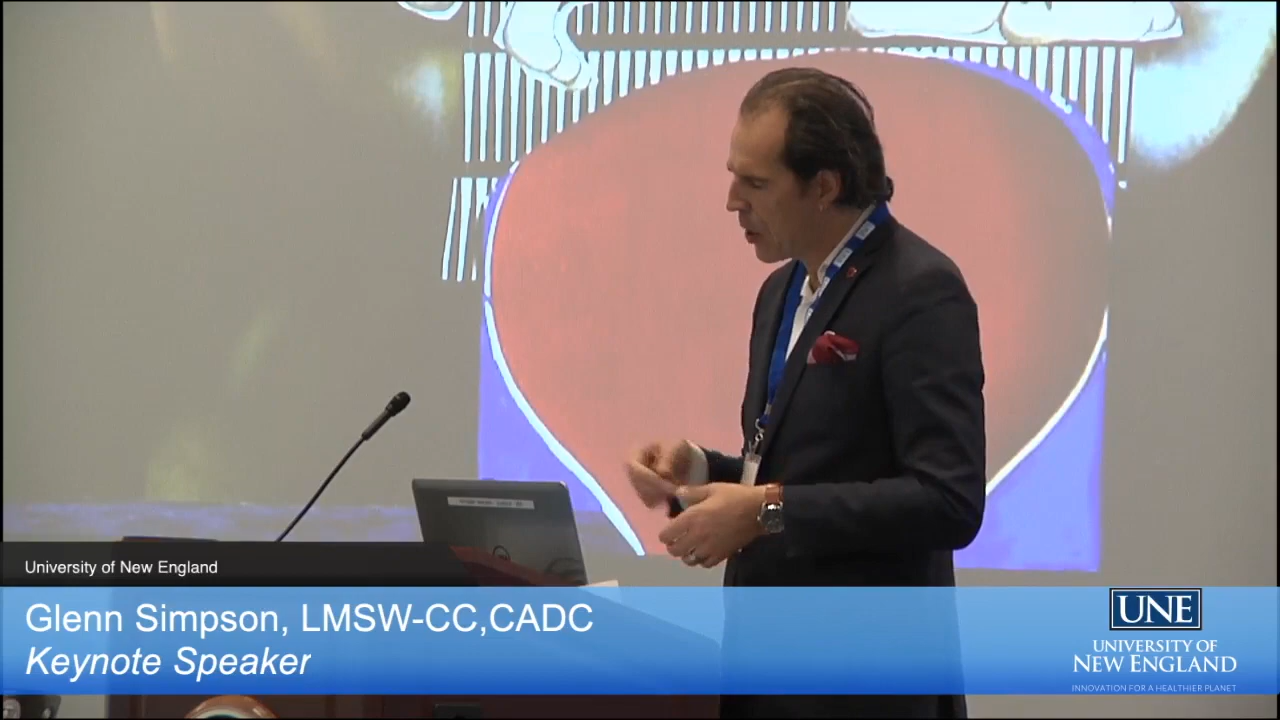 University of New England
Glenn Simpson, LMSW-CC,CADC
Keynote Speaker
UNE
UNIVERSITY OF
NEW ENGLAND
INNOVATION FOR A HEALTHIER PLANET